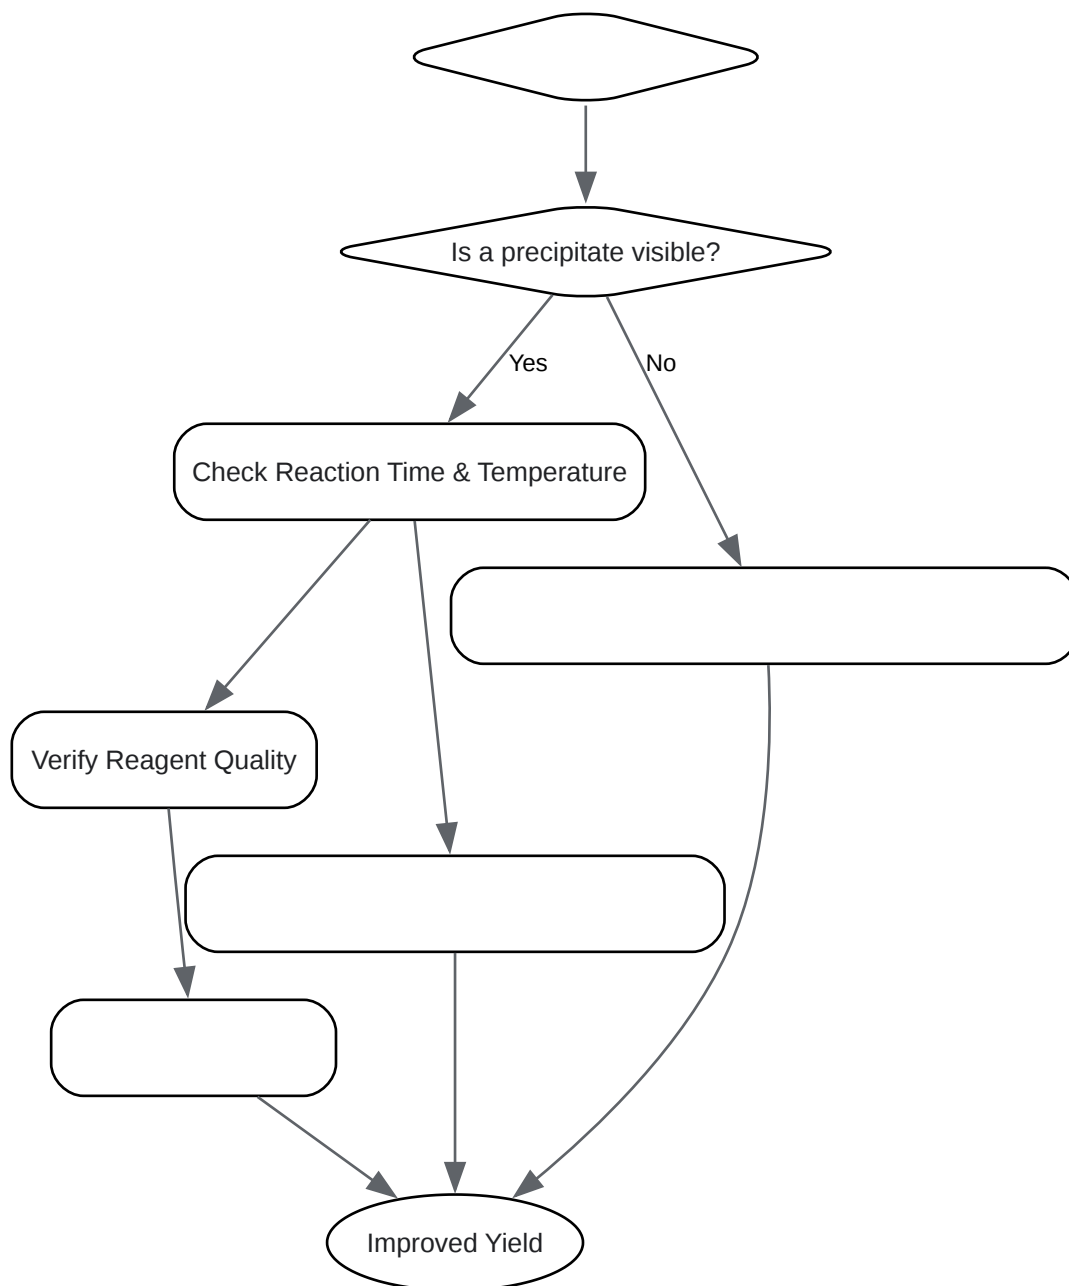 Is a precipitate visible?
Yes
No
Check Reaction Time & Temperature
Verify Reagent Quality
Improved Yield